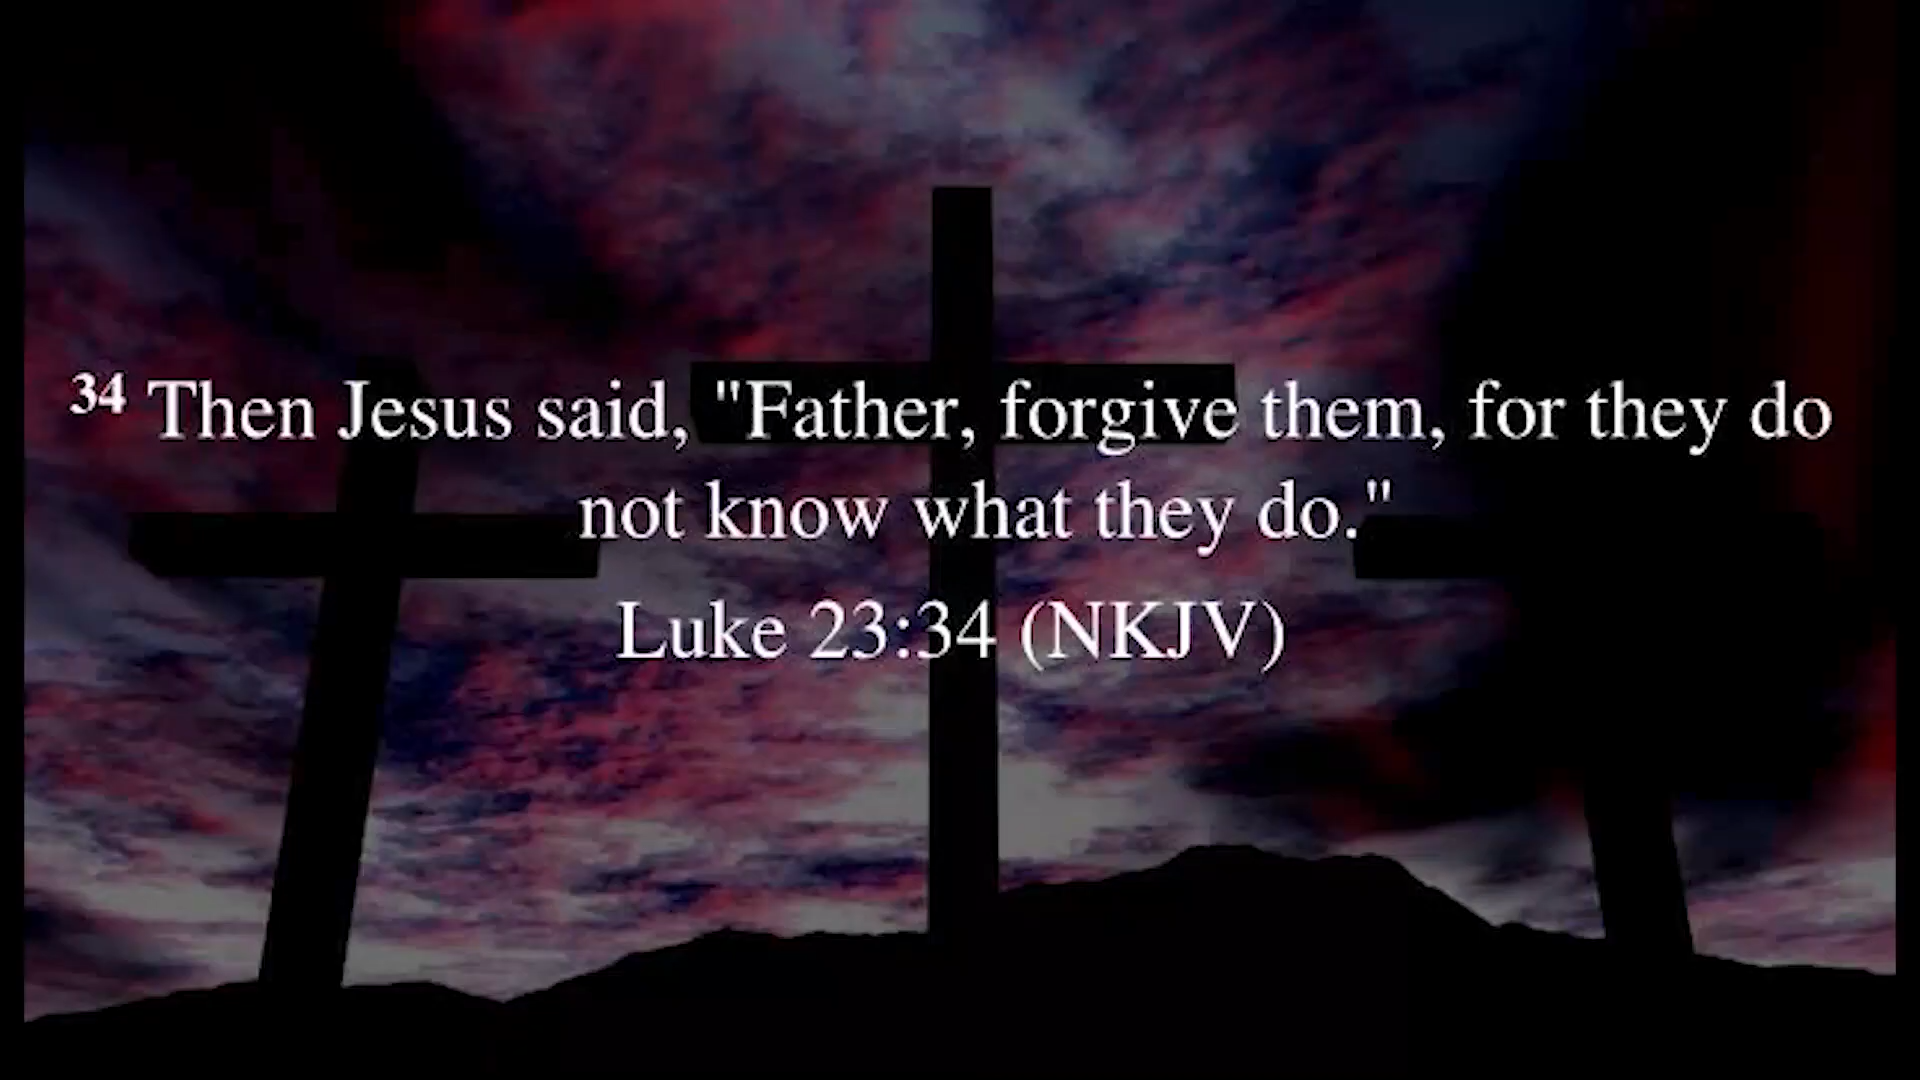 34 Then Jesus said, "Father, forgive them, for they do
not know what they do."
Luke 23:34 (NKJV)